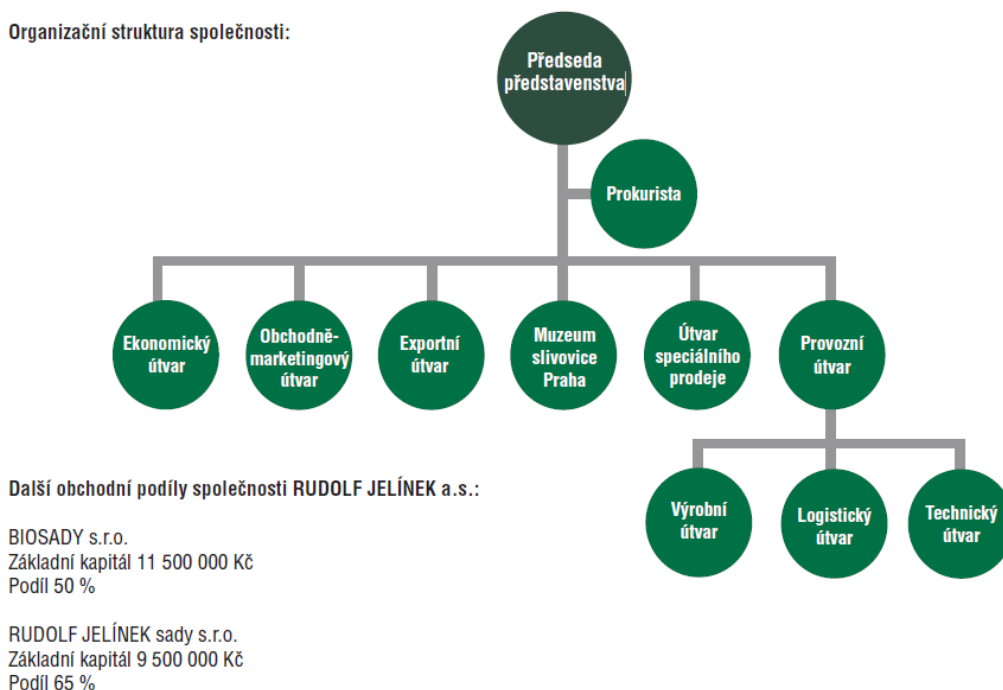 Organizační struktura společnosti:
Předseda
představenstva
Prokurista
Ekonomický
útvar
Obchodně-
marketingový
útvar
Exportní
útvar
Muzeum
slivovice
Praha
Útvar
speciálního
prodeje
Provozní
útvar
Výrobní
útvar
Logistický
útvar
Technický
útvar
Další obchodní podíly společnosti RUDOLF JELÍNEK a.s.:
BIOSADY s.r.o.
Základní kapitál 11 500 000 Kč
Podíl 50 %
RUDOLF JELÍNEK sady s.r.o.
Základní kapitál 9 500 000 Kč
Podíl 65 %